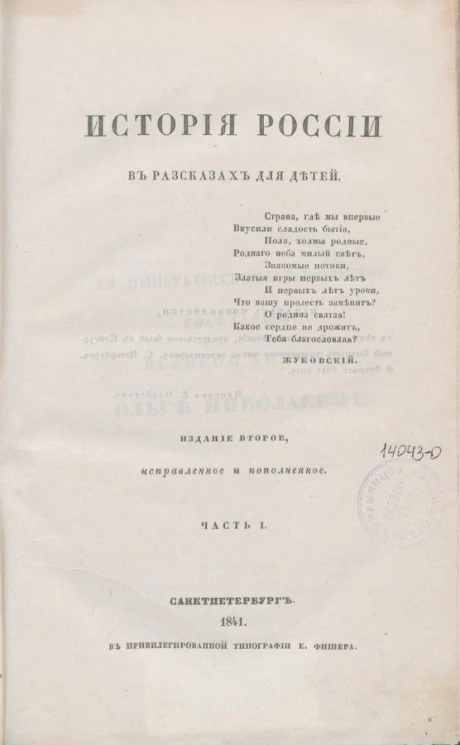 ИСТОРІЯ РОССІИ
ВЪ РАЗСКАЗАХЪ ДЛЯ ДѢТЕЙ.
Страна, гдѣ мы впервые
Вкусили сладость бытія,
Поля, холмы родные,
Роднаго неба милый свѣтъ,
Знакомые потоки,
Златыя игры первыхъ лѣтъ
И первыхъ лѣтъ уроки,
Что вашу прелесть замѣнитъ?
О родина святая!
Какое сердце не дрожитъ,
Тебя благословляя?
ЖУКОВСКІЙ.
ИЗДАНІЕ ВТОРОЕ,
исправленное и пополненное.
14043-0
ЧАСТЬ I.
САНКТПЕТЕРБУРГЪ.
1841.
ВЪ ПРИВИЛЕГИРОВАННОЙ ТИПОГРАФІИ Е. ФИШЕРА.